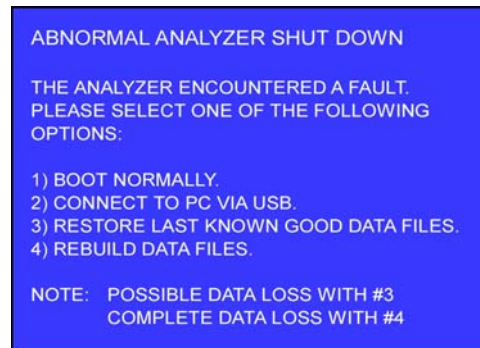 ABNORMAL ANALYZER SHUT DOWN
THE ANALYZER ENCOUNTERED A FAULT.
PLEASE SELECT ONE OF THE FOLLOWING
OPTIONS:
1) BOOT NORMALLY.
2) CONNECT TO PC VIA USB.
3) RESTORE LAST KNOWN GOOD DATA FILES.
4) REBUILD DATA FILES.
NOTE: POSSIBLE DATA LOSS WITH #3
COMPLETE DATA LOSS WITH #4